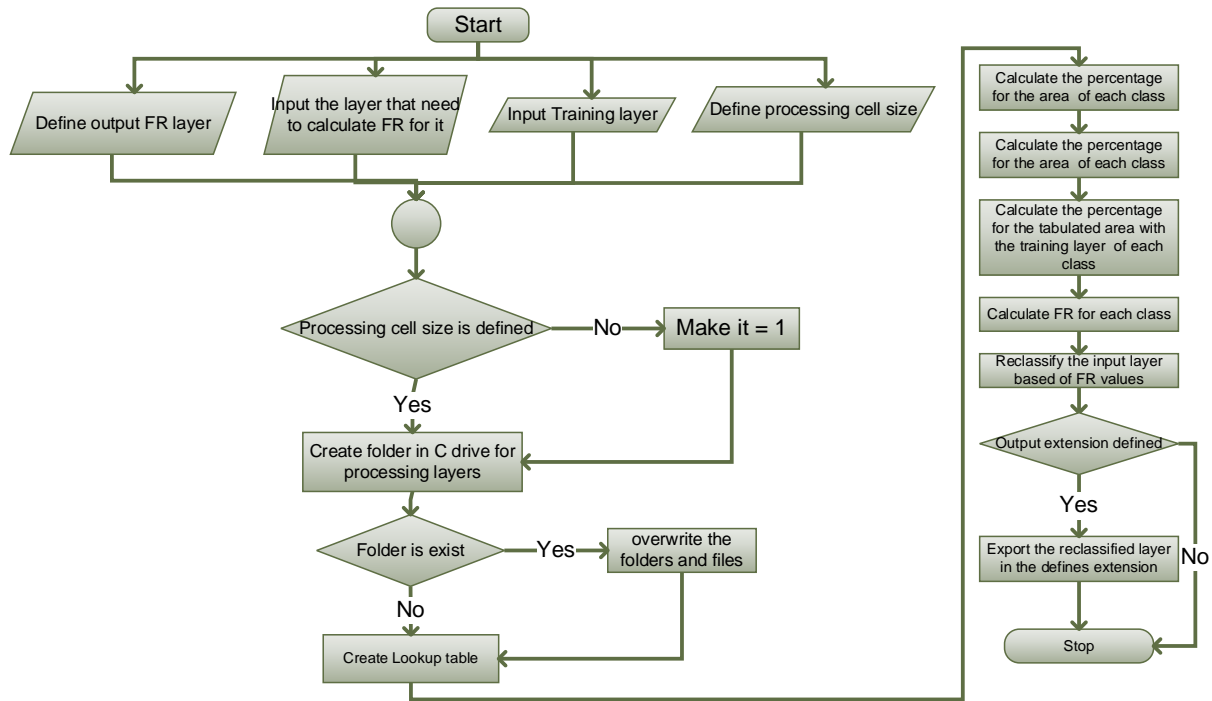 Start
Define output FR layer
Input the layer that need
to calculate FR for it
Input Training layer
Define processing cell size
Processing cell size is defined
No
Make it = 1
Yes
Create folder in C drive for
processing layers
Folder is exist
Yes
overwrite the
folders and files
No
Create Lookup table
Calculate the percentage
for the area of each class
Calculate the percentage
for the area of each class
Calculate the percentage
for the tabulated area with
the training layer of each
class
Calculate FR for each class
Reclassify the input layer
based of FR values
Output extension defined
Yes
No
Export the reclassified layer
in the defines extension
Stop